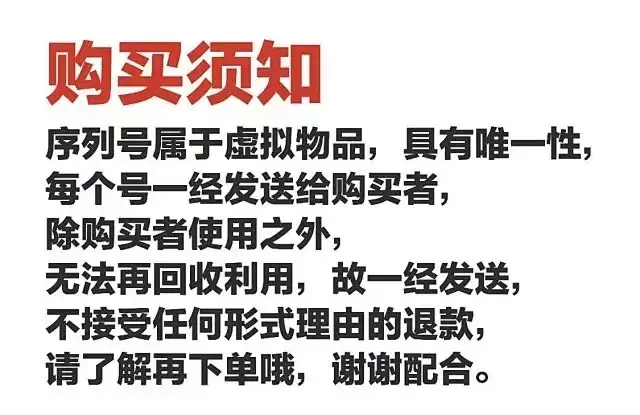 购买须知
序列号属于虚拟物品，具有唯一性，
每个号一经发送给购买者，
除购买者使用之外，
无法再回收利用，故一经发送，
不接受任何形式理由的退款，
请了解再下单哦，谢谢配合。